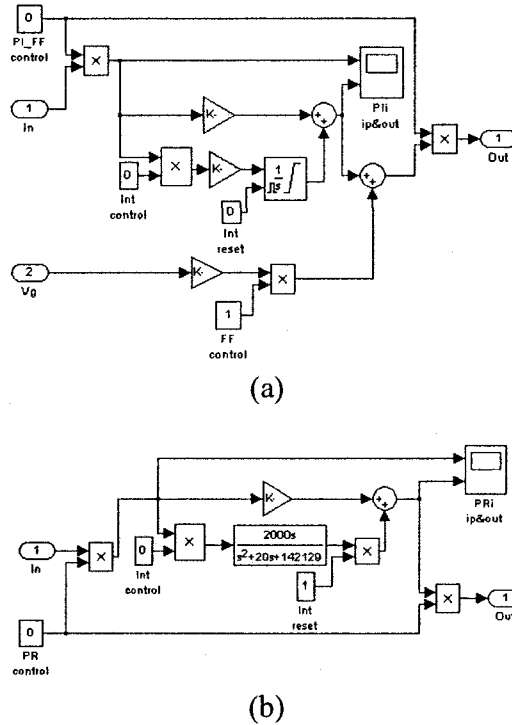 0
PI_FF
control
×
1
In
K-
+
+
PIi
ip&out
×
1
Out
0
Int
control
×
K-
1
s
0
Int
reset
+
+
2
Vg
K-
×
1
FF
control
(a)
PRi
ip&out
K-
+
+
1
In
×
0
Int
control
×
2000s
s²+20s+142129
×
1
Int
reset
×
1
Out
0
PR
control
(b)